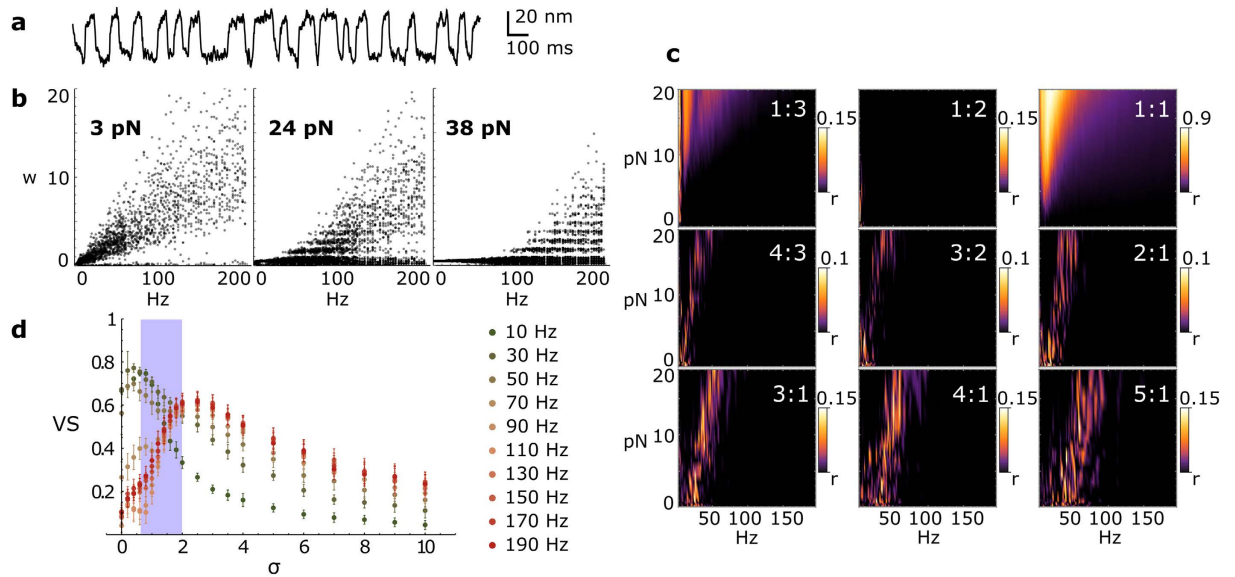 a
20 nm
100 ms
b
20
10
0
w
3 pN
24 pN
38 pN
0 100 200
0 100 200
0 100 200
Hz
Hz
Hz
c
20
10
0
pN
1:3
0.15
r
1:2
0.15
r
1:1
0.9
r
20
10
0
pN
4:3
0.1
r
3:2
0.1
r
2:1
0.1
r
20
10
0
pN
3:1
0.15
r
4:1
0.15
r
5:1
0.15
r
50 100 150
50 100 150
50 100 150
Hz
Hz
Hz
d
1
0.8
0.6
0.4
0.2
VS
0 2 4 6 8 10
σ
10 Hz
30 Hz
50 Hz
70 Hz
90 Hz
110 Hz
130 Hz
150 Hz
170 Hz
190 Hz